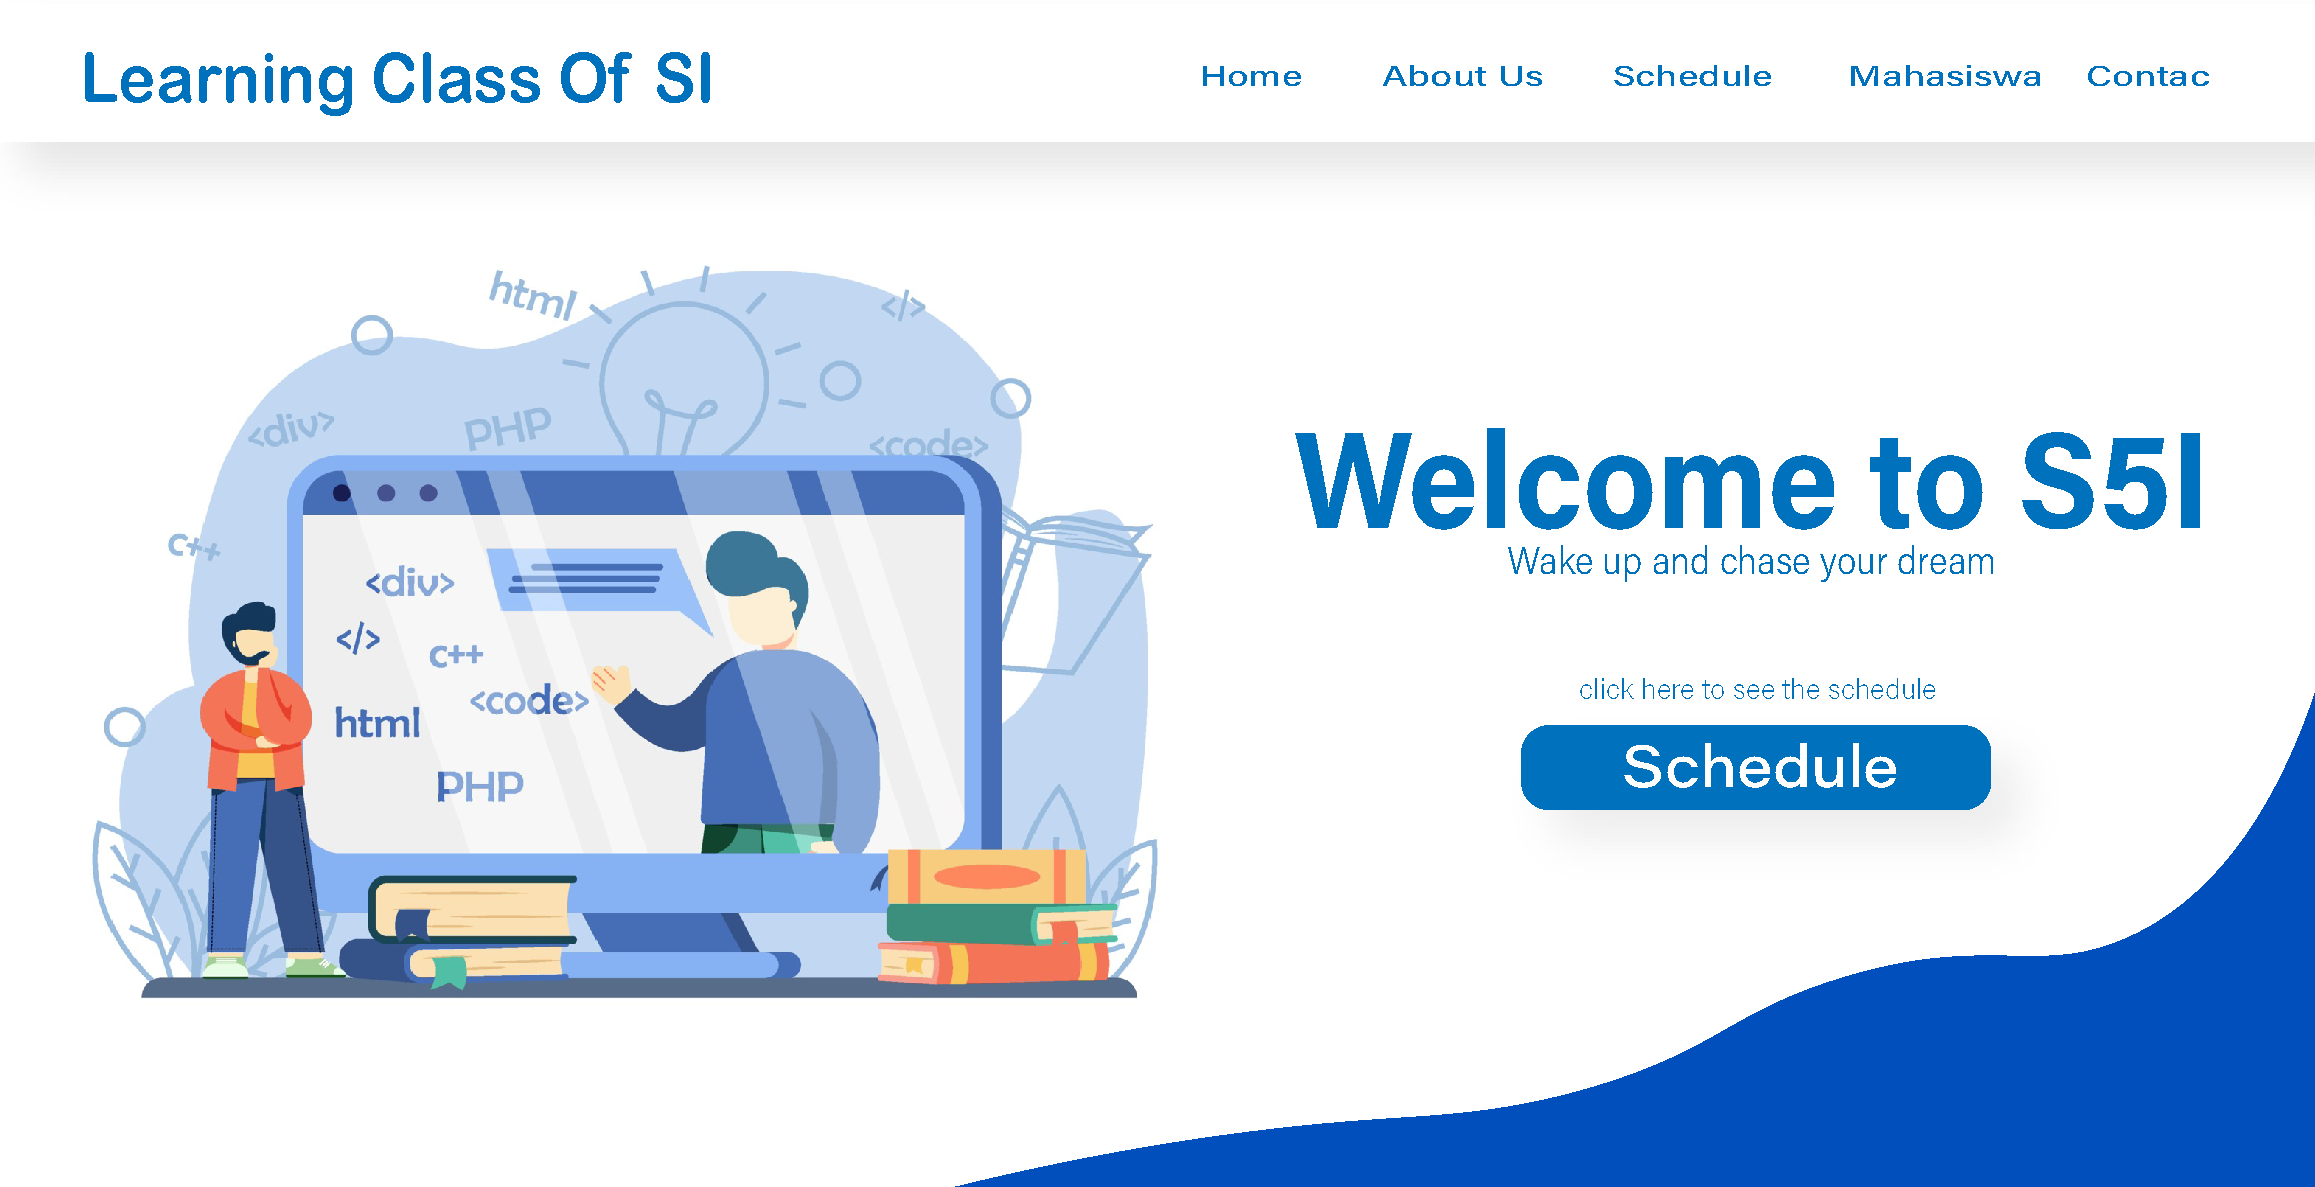 Learning Class Of SI
Home About Us Schedule Mahasiswa Contac
html
</>
<div>
PHP
<code>
c++
<div>
</>
c++
<code>
html
PHP
Welcome to S5I
Wake up and chase your dream
click here to see the schedule
Schedule